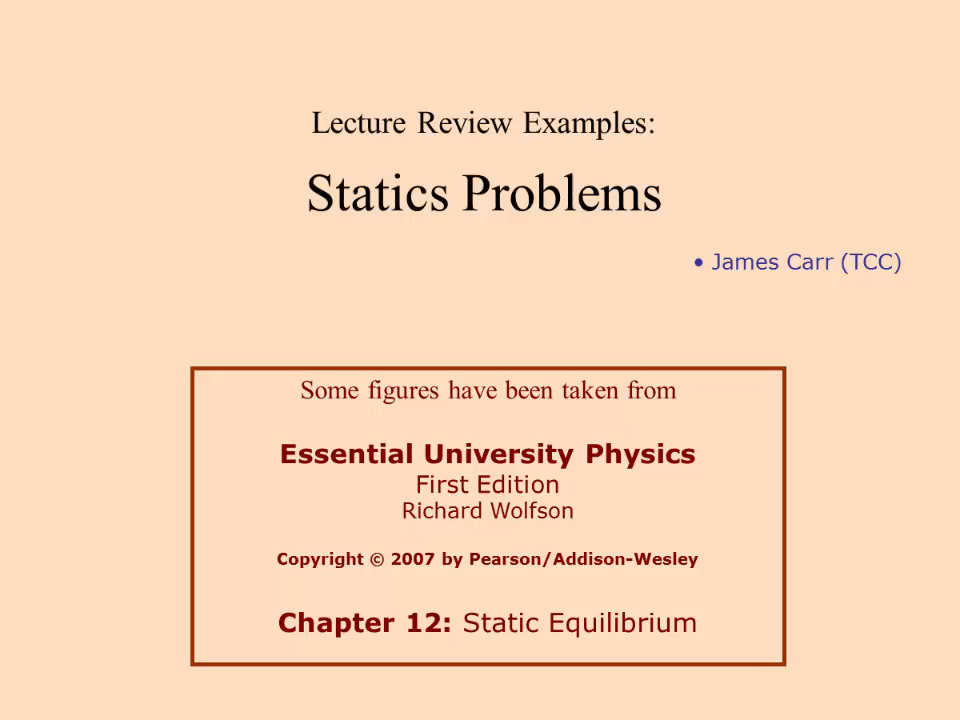 Lecture Review Examples:
Statics Problems
• James Carr (TCC)
Some figures have been taken from
Essential University Physics
First Edition
Richard Wolfson
Copyright © 2007 by Pearson/Addison-Wesley
Chapter 12: Static Equilibrium